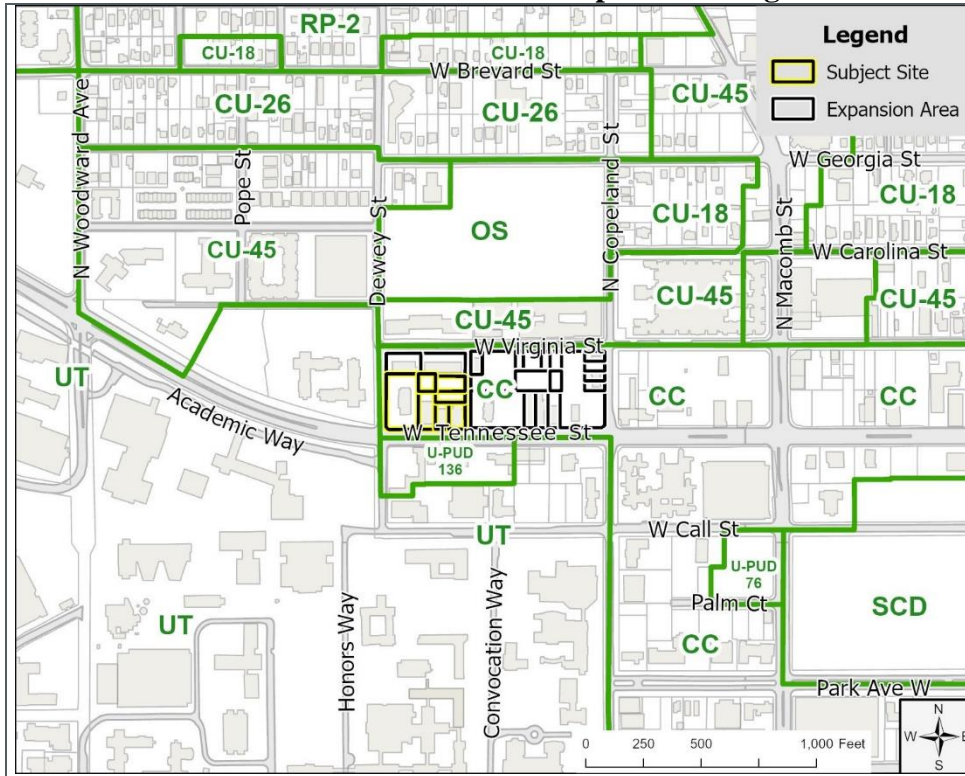 RP-2
CU-18
CU-18
W Brevard St
CU-26
CU-26
CU-45
Legend
Subject Site
Expansion Area
N Woodward Ave
Pope St
Dewey St
N Copeland St
W Georgia St
CU-18
CU-18
N Macomb St
OS
CU-45
W Carolina St
CU-45
CU-45
CU-45
W Virginia St
UT
Academic Way
CC
CC
CC
W Tennessee St
U-PUD
136
UT
W Call St
U-PUD
76
Palm Ct
SCD
UT
Honors Way
Convocation Way
CC
Park Ave W
0 250 500 1,000 Feet
N
W E
S